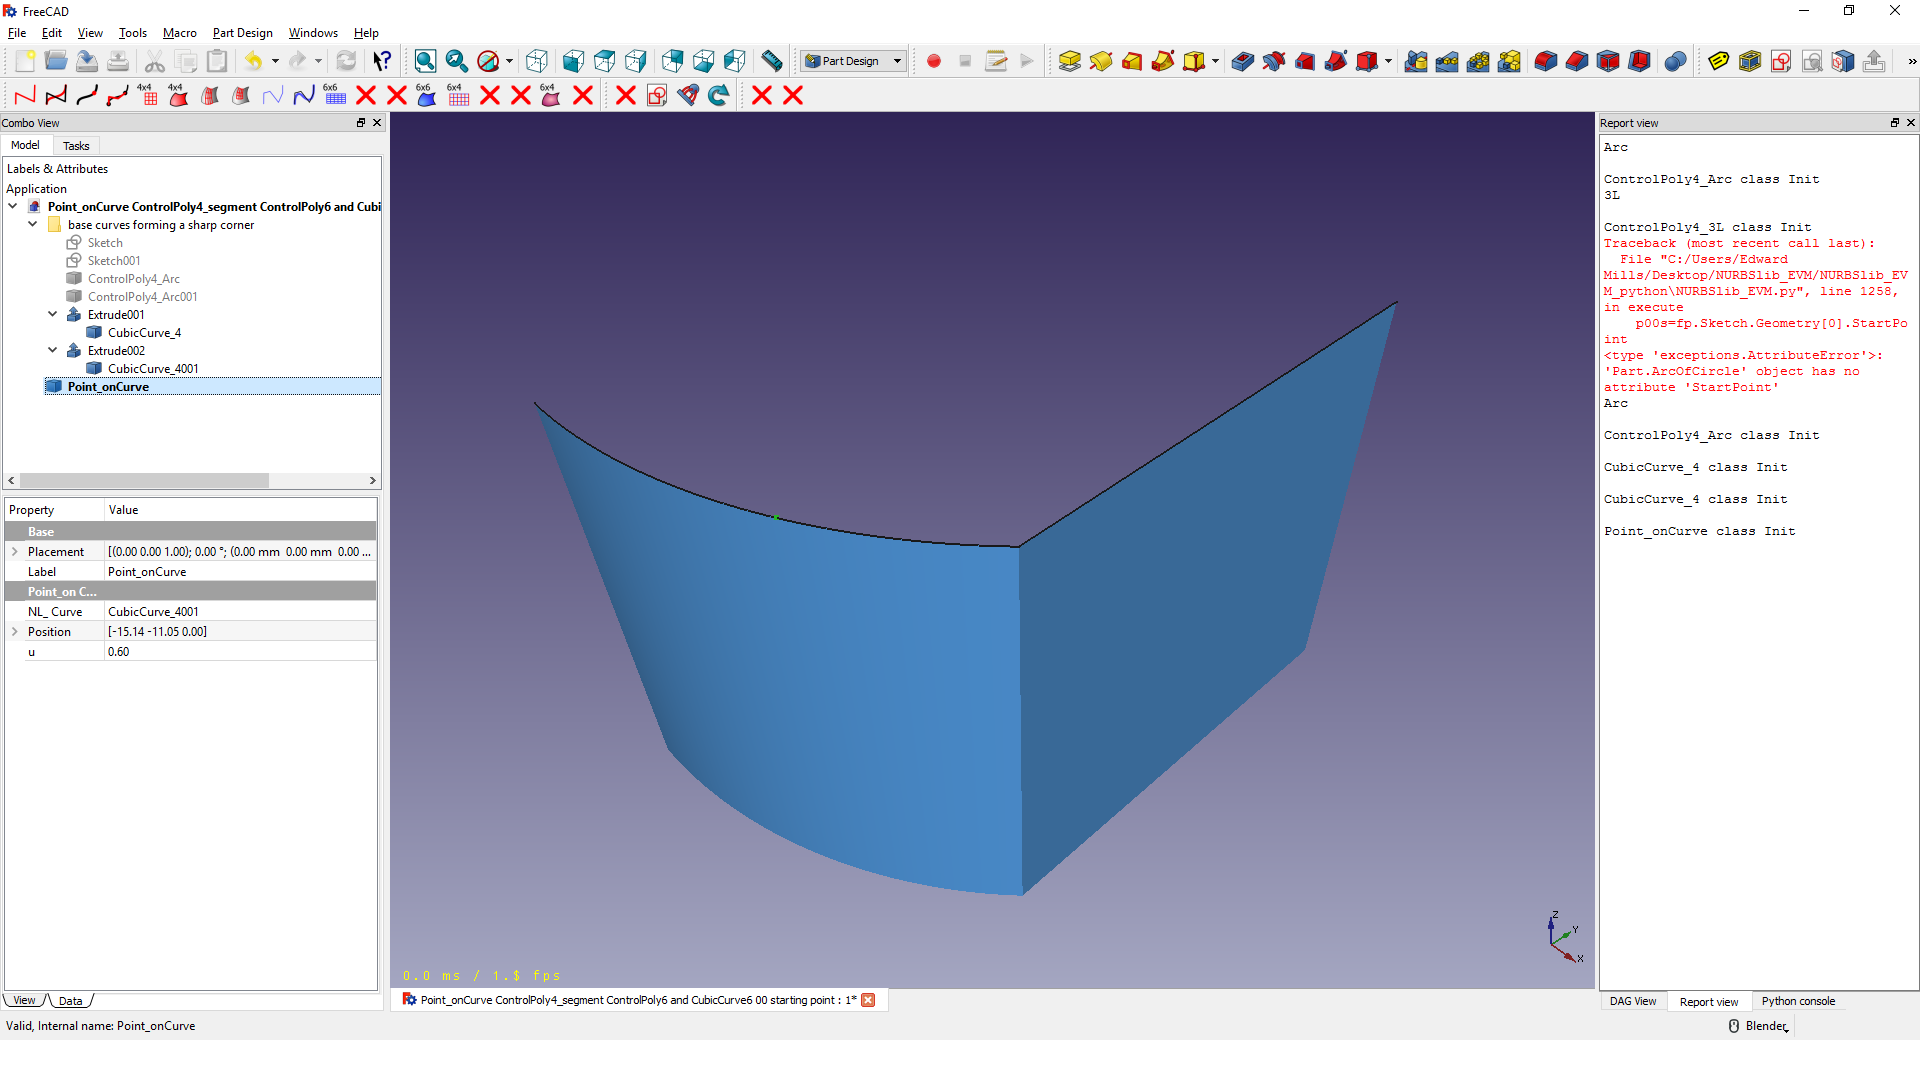 FreeCAD
File Edit View Tools Macro Part Design Windows Help
Part Design
»
4x4 4x4 6x6 6x6 6x4 6x4
Combo View
Model Tasks
Labels & Attributes
Application
Point_onCurve ControlPoly4_segment ControlPoly6 and Cubi
base curves forming a sharp corner
Sketch
Sketch001
ControlPoly4_Arc
ControlPoly4_Arc001
Extrude001
CubicCurve_4
Extrude002
CubicCurve_4001
Point_onCurve
Property Value
Base
Placement [(0.00 0.00 1.00); 0.00 °; (0.00 mm 0.00 mm 0.00 ...
Label Point_onCurve
Point_on C...
NL_ Curve CubicCurve_4001
Position [-15.14 -11.05 0.00]
u 0.60
View Data
Valid, Internal name: Point_onCurve
0.0 ms / 1.$ fps
Z
Y
X
Point_onCurve ControlPoly4_segment ControlPoly6 and CubicCurve6 00 starting point : 1*
Report view
Arc
ControlPoly4_Arc class Init
3L
ControlPoly4_3L class Init
Traceback (most recent call last):
File "C:/Users/Edward
Mills/Desktop/NURBSlib_EVM/NURBSlib_EV
M_python\NURBSlib_EVM.py", line 1258,
in execute
p00s=fp.Sketch.Geometry[0].StartPo
int
<type 'exceptions.AttributeError'>:
'Part.ArcOfCircle' object has no
attribute 'StartPoint'
Arc
ControlPoly4_Arc class Init
CubicCurve_4 class Init
CubicCurve_4 class Init
Point_onCurve class Init
DAG View Report view Python console
Blender